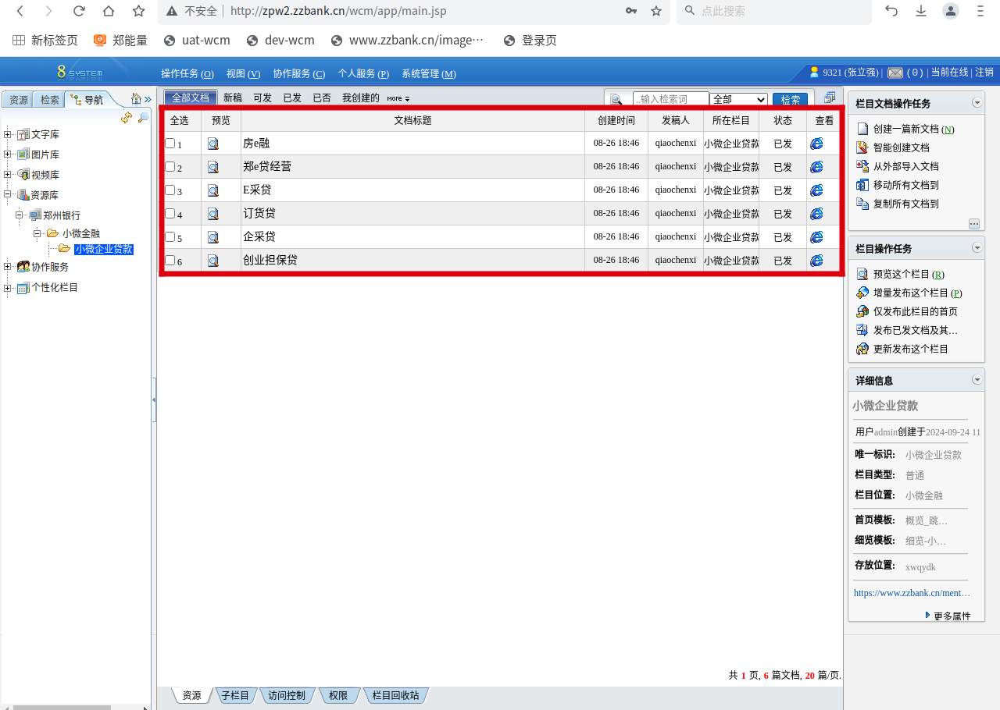 不安全 http://zpw2.zzbank.cn/wcm/app/main.jsp 点此搜索
新标签页 郑能量 uat-wcm dev-wcm www.zzbank.cn/image… 登录页
8 SYSTEM 操作任务 (O) 视图 (V) 协作服务 (C) 个人服务 (P) 系统管理 (M) 9321 (张立强) | (0) | 当前在线 | 注销
资源 检索 导航
文字库
图片库
视频库
资源库
郑州银行
小微金融
小微企业贷款
协作服务
个性化栏目
全部文档 新稿 可发 已发 已否 我创建的 More ..输入检索词 全部 检索
全选 预览 文档标题 创建时间 发稿人 所在栏目 状态 查看
1 房e融 08-26 18:46 qiaochenxi 小微企业贷款 已发
2 郑e贷经营 08-26 18:46 qiaochenxi 小微企业贷款 已发
3 E采贷 08-26 18:46 qiaochenxi 小微企业贷款 已发
4 订货贷 08-26 18:46 qiaochenxi 小微企业贷款 已发
5 企采贷 08-26 18:46 qiaochenxi 小微企业贷款 已发
6 创业担保贷 08-26 18:46 qiaochenxi 小微企业贷款 已发
共 1 页, 6 篇文档, 20 篇/页.
资源 子栏目 访问控制 权限 栏目回收站
栏目文档操作任务
创建一篇新文档 (N)
智能创建文档
从外部导入文档
移动所有文档到
复制所有文档到
栏目操作任务
预览这个栏目 (R)
增量发布这个栏目 (P)
仅发布此栏目的首页
发布已发文档及其…
更新发布这个栏目
详细信息
小微企业贷款
用户admin创建于2024-09-24 11
唯一标识: 小微企业贷款
栏目类型: 普通
栏目位置: 小微金融
首页模板: 概览_跳…
细览模板: 细览-小…
存放位置: xwqydk
https://www.zzbank.cn/ment…
更多属性